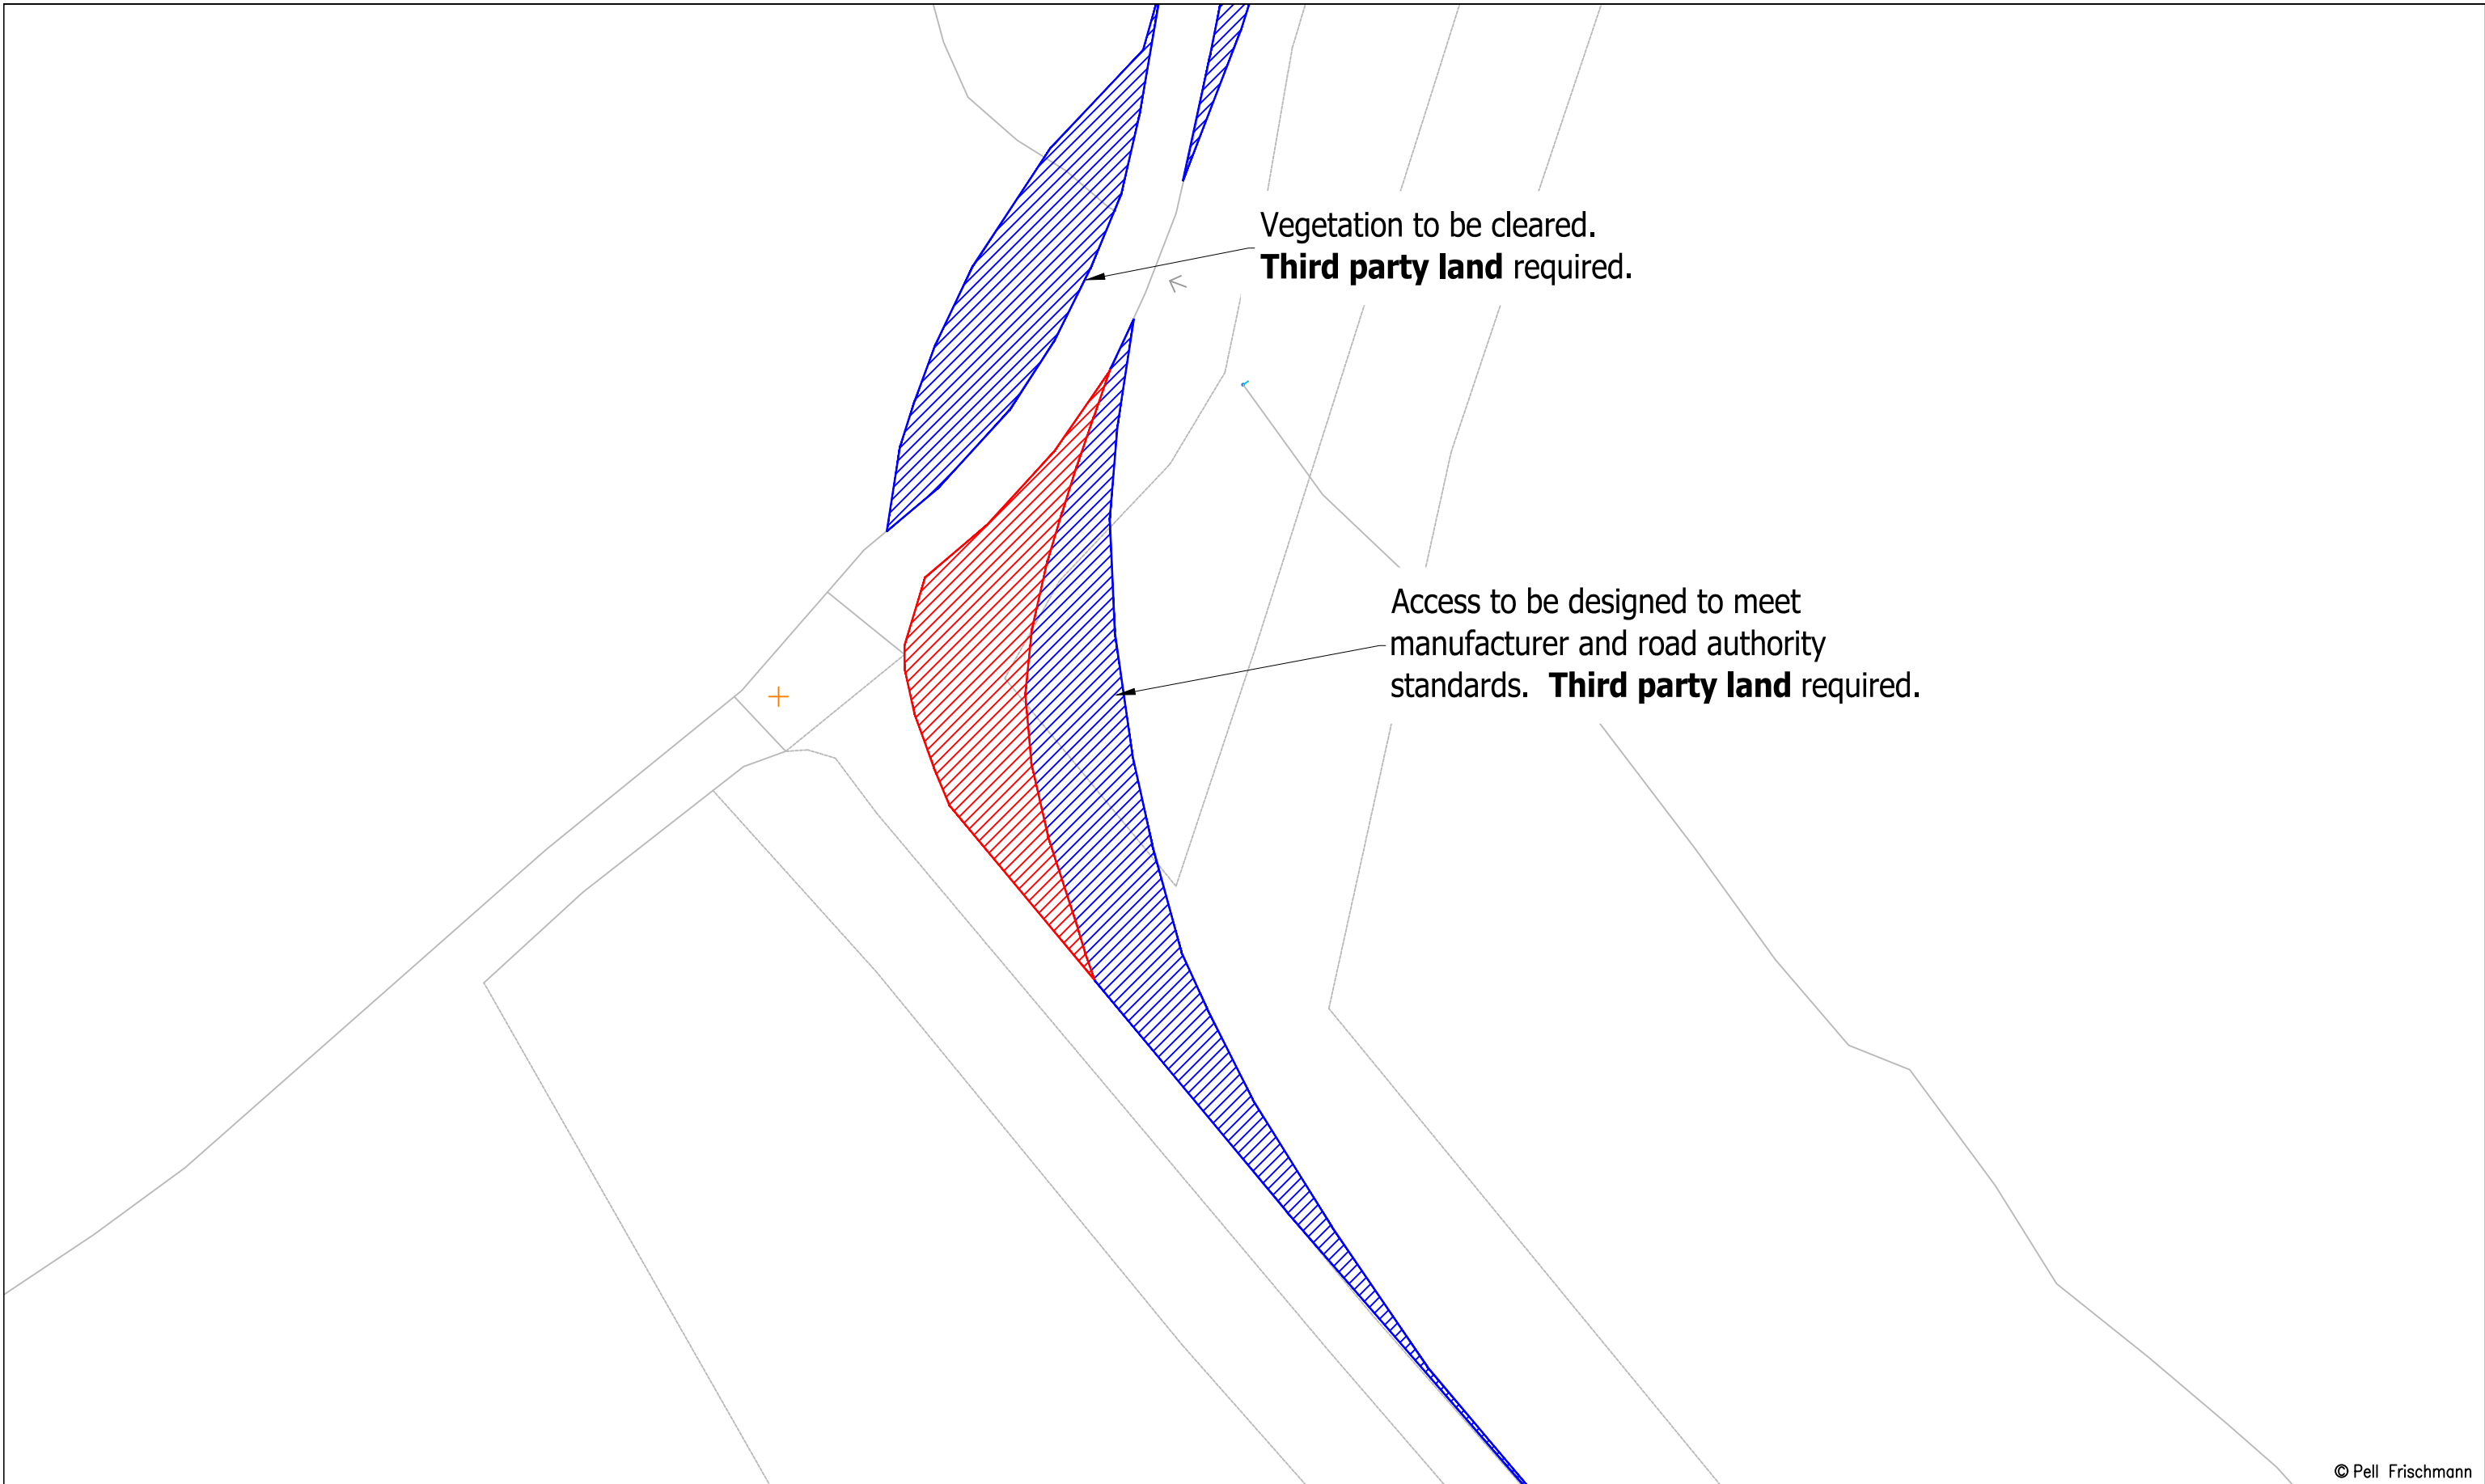 Vegetation to be cleared.
Third party land required.
Access to be designed to meet
manufacturer and road authority
standards.  Third party land required.
© Pell Frischmann